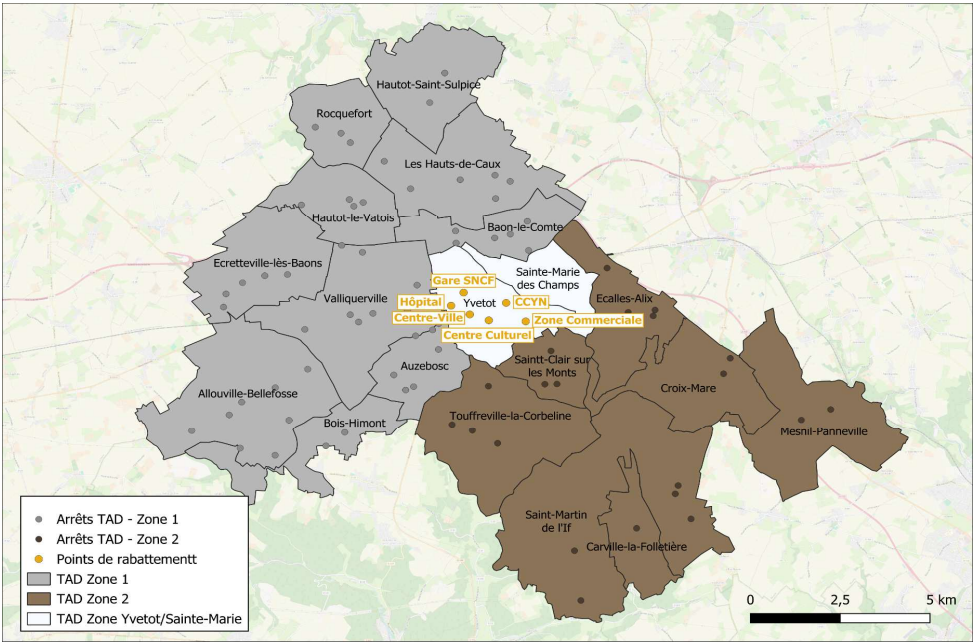 Hautot-Saint-Sulpice
Rocquefort
Les Hauts-de-Caux
Hautot-le-Vatois
Baon-le-Comte
Ecretteville-lès-Baons
Sainte-Marie
des Champs
Gare SNCF
Valliquerville
Hôpital
Yvetot
CCYN
Ecalles-Alix
Centre-Ville
Zone Commerciale
Centre Culturel
Saintt-Clair sur
les Monts
Auzebosc
Croix-Mare
Allouville-Bellefosse
Touffreville-la-Corbeline
Bois-Himont
Mesnil-Panneville
Saint-Martin
de l'If
Carville-la-Folletière
Arrêts TAD - Zone 1
Arrêts TAD - Zone 2
Points de rabattementt
TAD Zone 1
TAD Zone 2
TAD Zone Yvetot/Sainte-Marie
0 2,5 5 km